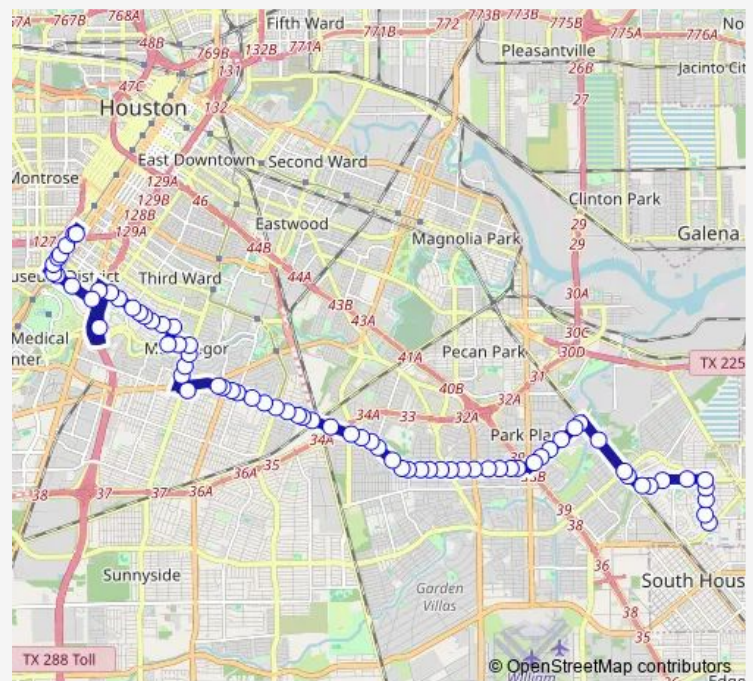 67A 767B 768A
Fifth Ward
771B 772 773B 773B
775B 775A 776A
No
48B
769B
132B
771A
Pleasantville
26B
Jacinto Cit
47C
131
Houston
132
27
East Downtown
Second Ward
Montrose
129A
129B
128B
129A
46
Clinton Park
127
Eastwood
44B
Magnolia Park
29
29
Galena
Third Ward
44A
30A
43B
43A
30C
30D
Medical
nter
41A
Pecan Park
31
TX 225
40B
32A
34A
33
32A
34A
Park Pla
35
36A
38
37
37
36A
39
38
Sunnyside
36
South Hous
Garden
Villas
38
35
TX 288 Toll
William
© OpenStreetMap contributors